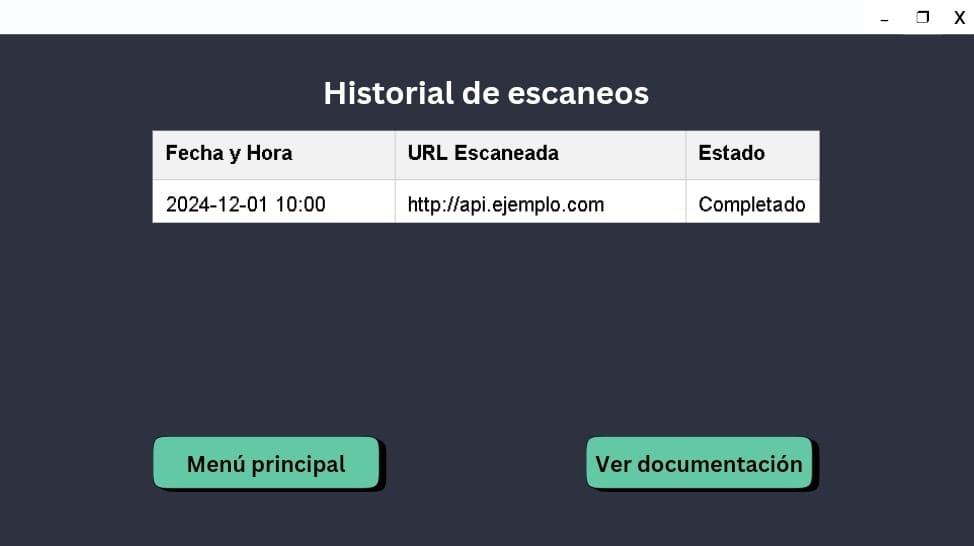 – ❐ X
Historial de escaneos
Fecha y Hora URL Escaneada Estado
2024-12-01 10:00 http://api.ejemplo.com Completado
Menú principal Ver documentación